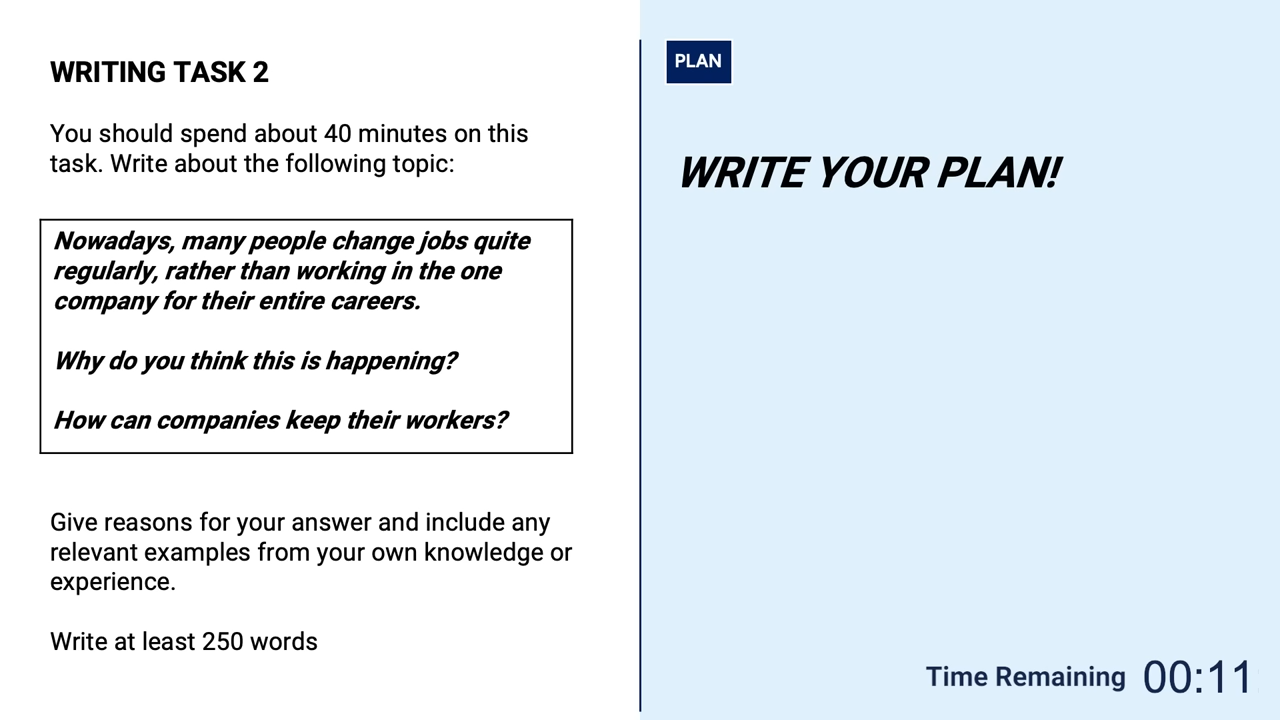 WRITING TASK 2
You should spend about 40 minutes on this
task. Write about the following topic:
Nowadays, many people change jobs quite
regularly, rather than working in the one
company for their entire careers.
Why do you think this is happening?
How can companies keep their workers?
Give reasons for your answer and include any
relevant examples from your own knowledge or
experience.
Write at least 250 words
PLAN
WRITE YOUR PLAN!
Time Remaining 00:11